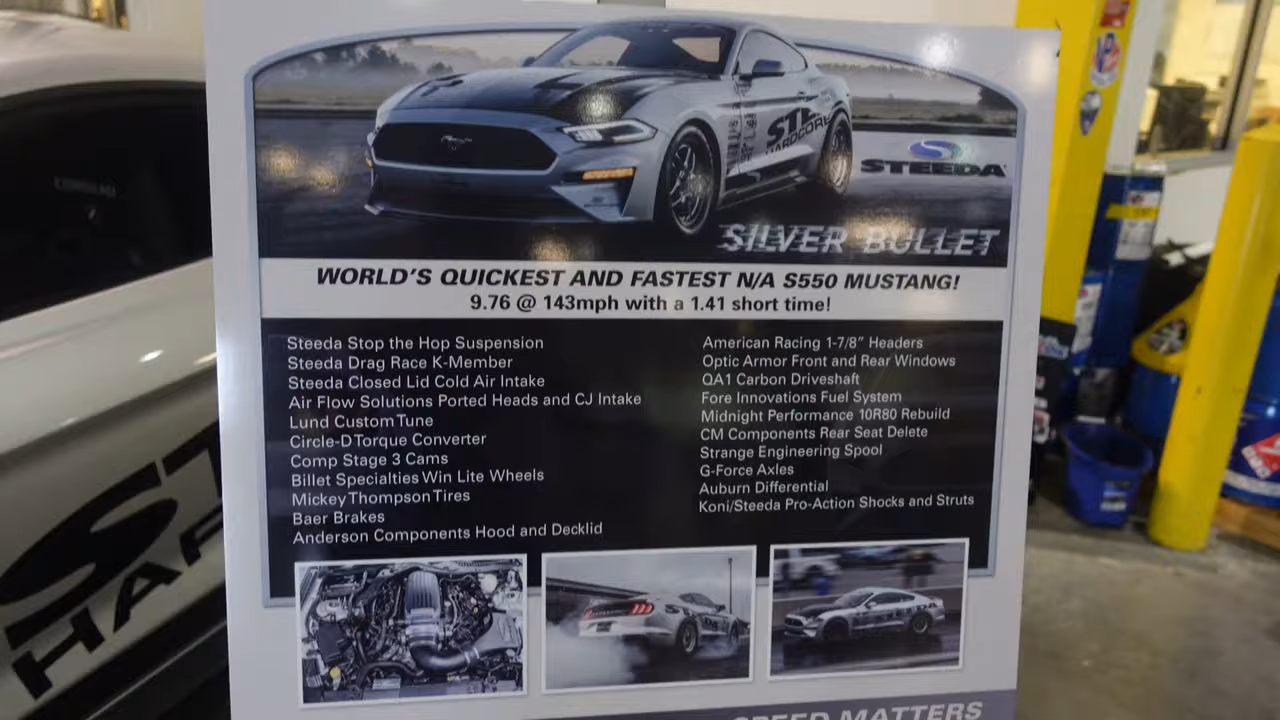 STE
HARDCORE
STEEDA
SILVER BULLET
WORLD'S QUICKEST AND FASTEST N/A S550 MUSTANG!
9.76 @ 143mph with a 1.41 short time!
Steeda Stop the Hop Suspension
Steeda Drag Race K-Member
Steeda Closed Lid Cold Air Intake
Air Flow Solutions Ported Heads and CJ Intake
Lund Custom Tune
Circle-D Torque Converter
Comp Stage 3 Cams
Billet Specialties Win Lite Wheels
Mickey Thompson Tires
Baer Brakes
Anderson Components Hood and Decklid
American Racing 1-7/8” Headers
Optic Armor Front and Rear Windows
QA1 Carbon Driveshaft
Fore Innovations Fuel System
Midnight Performance 10R80 Rebuild
CM Components Rear Seat Delete
Strange Engineering Spool
G-Force Axles
Auburn Differential
Koni/Steeda Pro-Action Shocks and Struts
SPEED MATTERS
ST
HAR